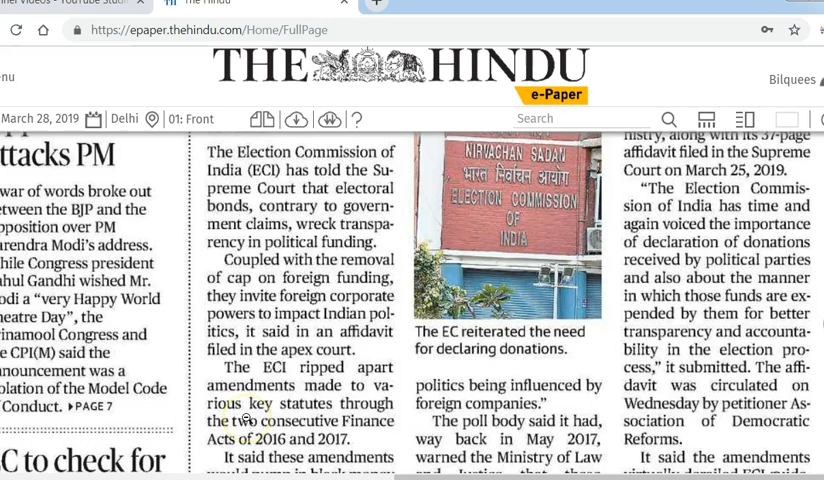 The Hindu
https://epaper.thehindu.com/Home/FullPage
THE HINDU
e-Paper
Bilquees
March 28, 2019
Delhi
01: Front
Search
ttacks PM
war of words broke out
etween the BJP and the
pposition over PM
arendra Modi's address.
hile Congress president
ahul Gandhi wished Mr.
odi a “very Happy World
heatre Day”, the
rinamool Congress and
e CPI(M) said the
nnouncement was a
olation of the Model Code
Conduct. ▸PAGE 7
C to check for
The Election Commission of
India (ECI) has told the Su-
preme Court that electoral
bonds, contrary to govern-
ment claims, wreck transpa-
rency in political funding.
Coupled with the removal
of cap on foreign funding,
they invite foreign corporate
powers to impact Indian pol-
itics, it said in an affidavit
filed in the apex court.
The ECI ripped apart
amendments made to va-
rious key statutes through
the two consecutive Finance
Acts of 2016 and 2017.
It said these amendments
would pump in black money
NIRVACHAN SADAN
भारत निर्वाचन आयोग
ELECTION COMMISSION
OF
INDIA
The EC reiterated the need
for declaring donations.
politics being influenced by
foreign companies.”
The poll body said it had,
way back in May 2017,
warned the Ministry of Law
and Justice that these
nistry, along with its 37-page
affidavit filed in the Supreme
Court on March 25, 2019.
“The Election Commis-
sion of India has time and
again voiced the importance
of declaration of donations
received by political parties
and also about the manner
in which those funds are ex-
pended by them for better
transparency and accounta-
bility in the election pro-
cess,” it submitted. The affi-
davit was circulated on
Wednesday by petitioner As-
sociation of Democratic
Reforms.
It said the amendments